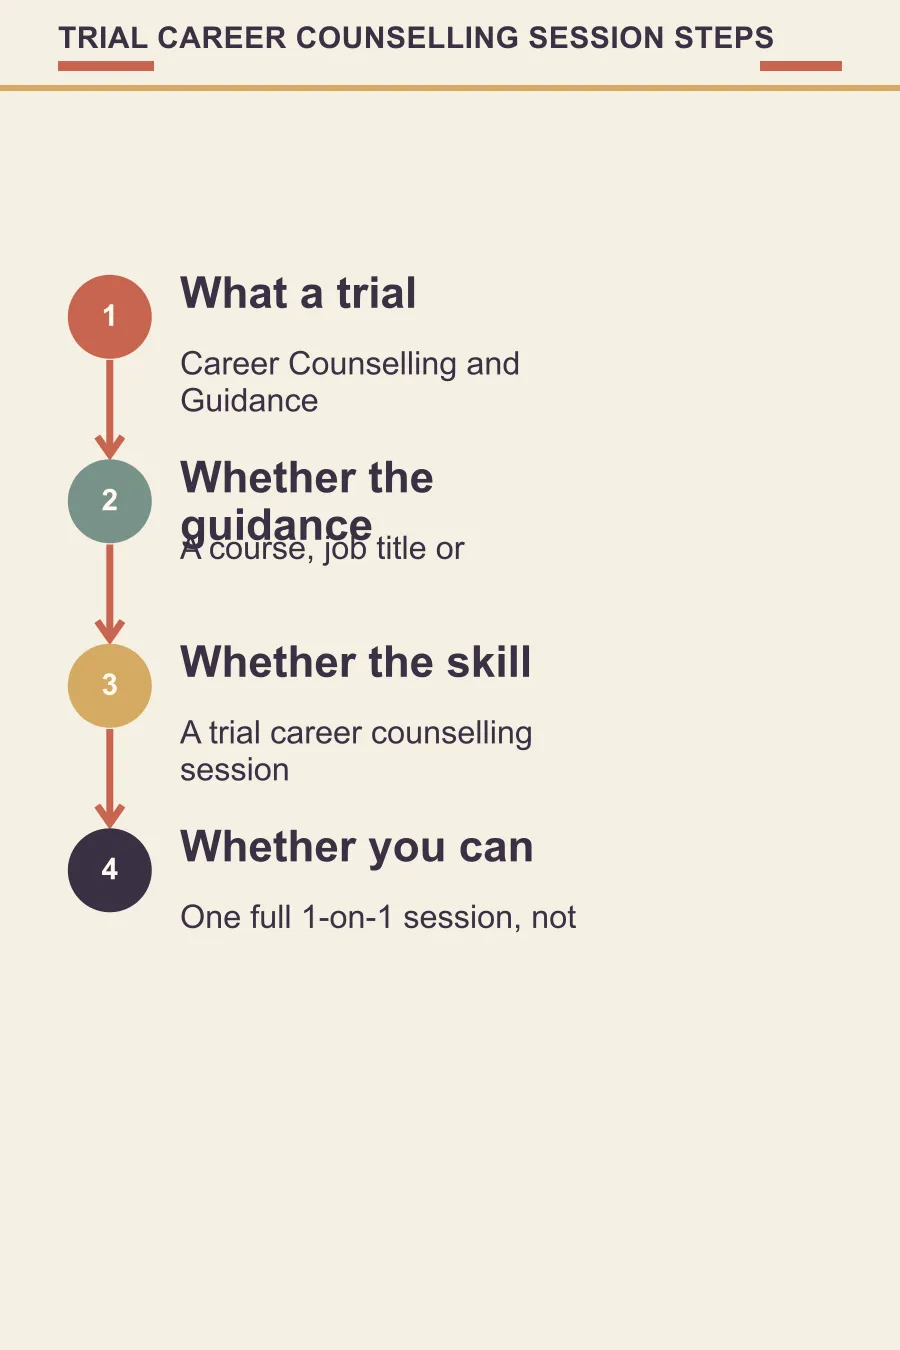 TRIAL CAREER COUNSELLING SESSION STEPS
1
What a trial
Career Counselling and
Guidance
2
Whether the
guidance
A course, job title or
3
Whether the skill
A trial career counselling
session
4
Whether you can
One full 1-on-1 session, not